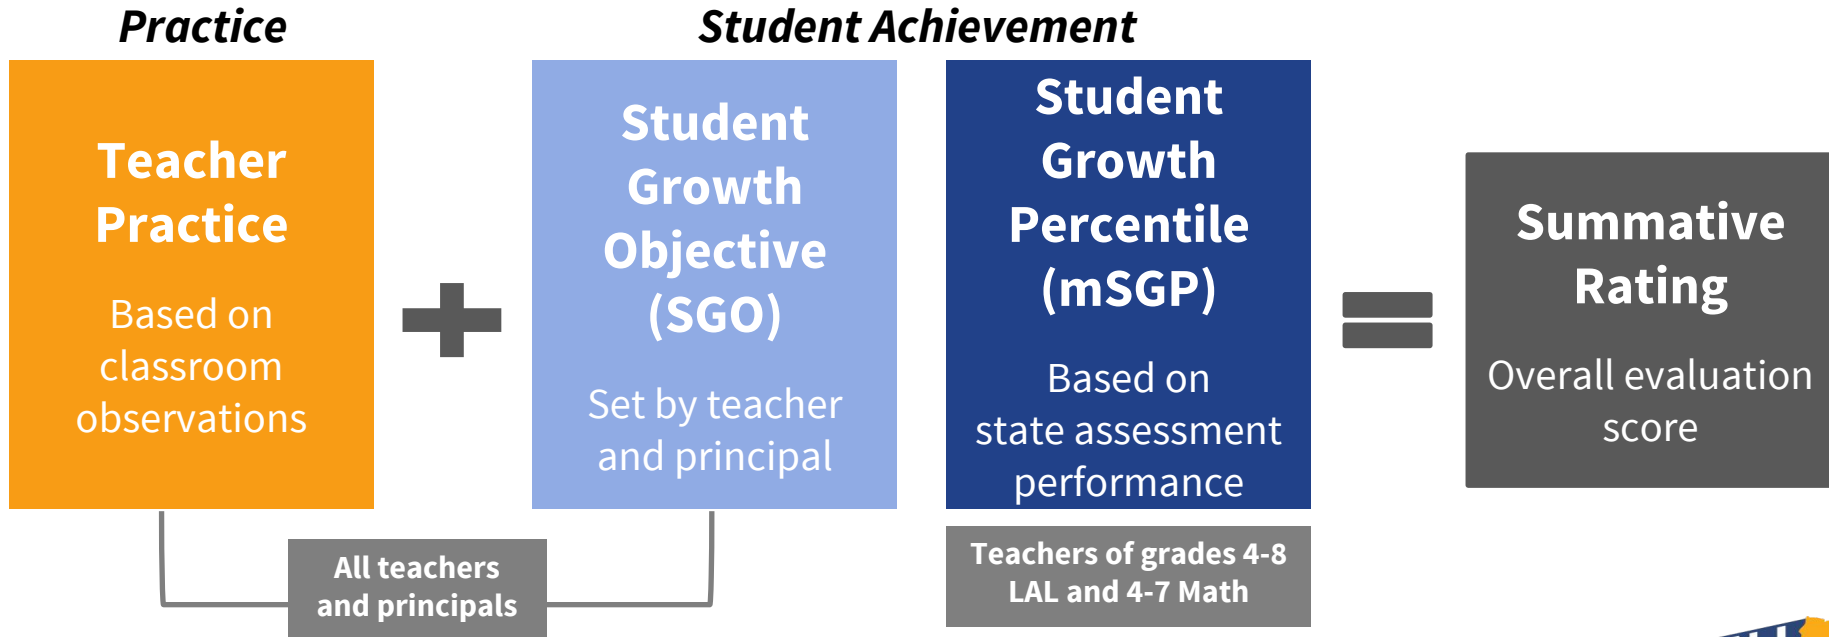 Practice
Student Achievement
Teacher
Practice
Based on
classroom
observations
Student
Growth
Objective
(SGO)
Set by teacher
and principal
Student
Growth
Percentile
(mSGP)
Based on
state assessment
performance
Summative
Rating
Overall evaluation
score
All teachers
and principals
Teachers of grades 4-8
LAL and 4-7 Math